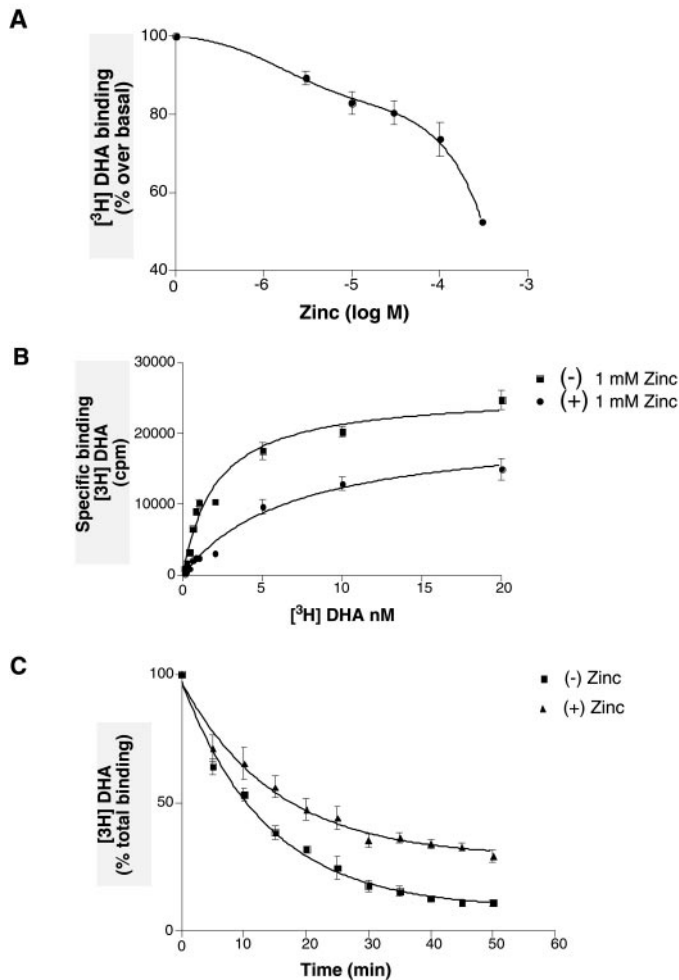 A
[³H] DHA binding
(% over basal)
100
80
60
40
0
-6
-5
-4
-3
Zinc (log M)
B
Specific binding
[³H] DHA
(cpm)
30000
20000
10000
0
0
5
10
15
20
[³H] DHA nM
(-) 1 mM Zinc
(+) 1 mM Zinc
C
[³H] DHA
(% total binding)
100
50
0
0
10
20
30
40
50
60
Time (min)
(-) Zinc
(+) Zinc